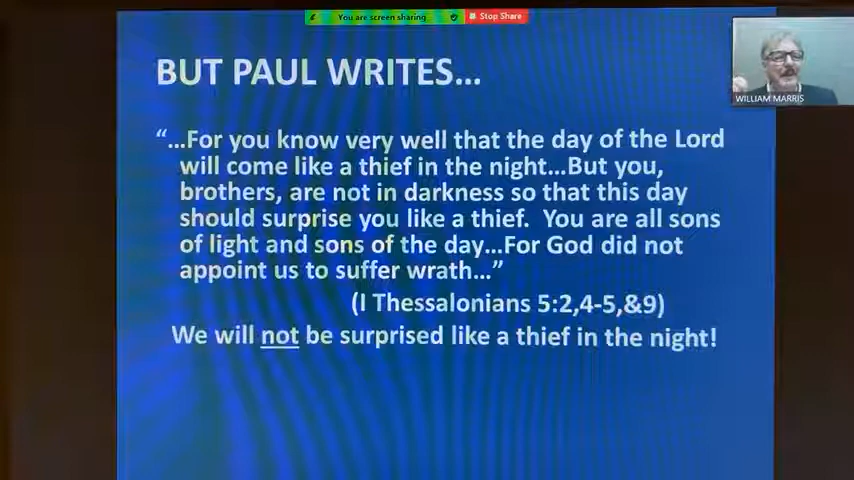 You are screen sharing
Stop Share
BUT PAUL WRITES...
WILLIAM MARRIS
“...For you know very well that the day of the Lord
will come like a thief in the night...But you,
brothers, are not in darkness so that this day
should surprise you like a thief.  You are all sons
of light and sons of the day...For God did not
appoint us to suffer wrath...”
(I Thessalonians 5:2,4-5,&9)
We will not be surprised like a thief in the night!